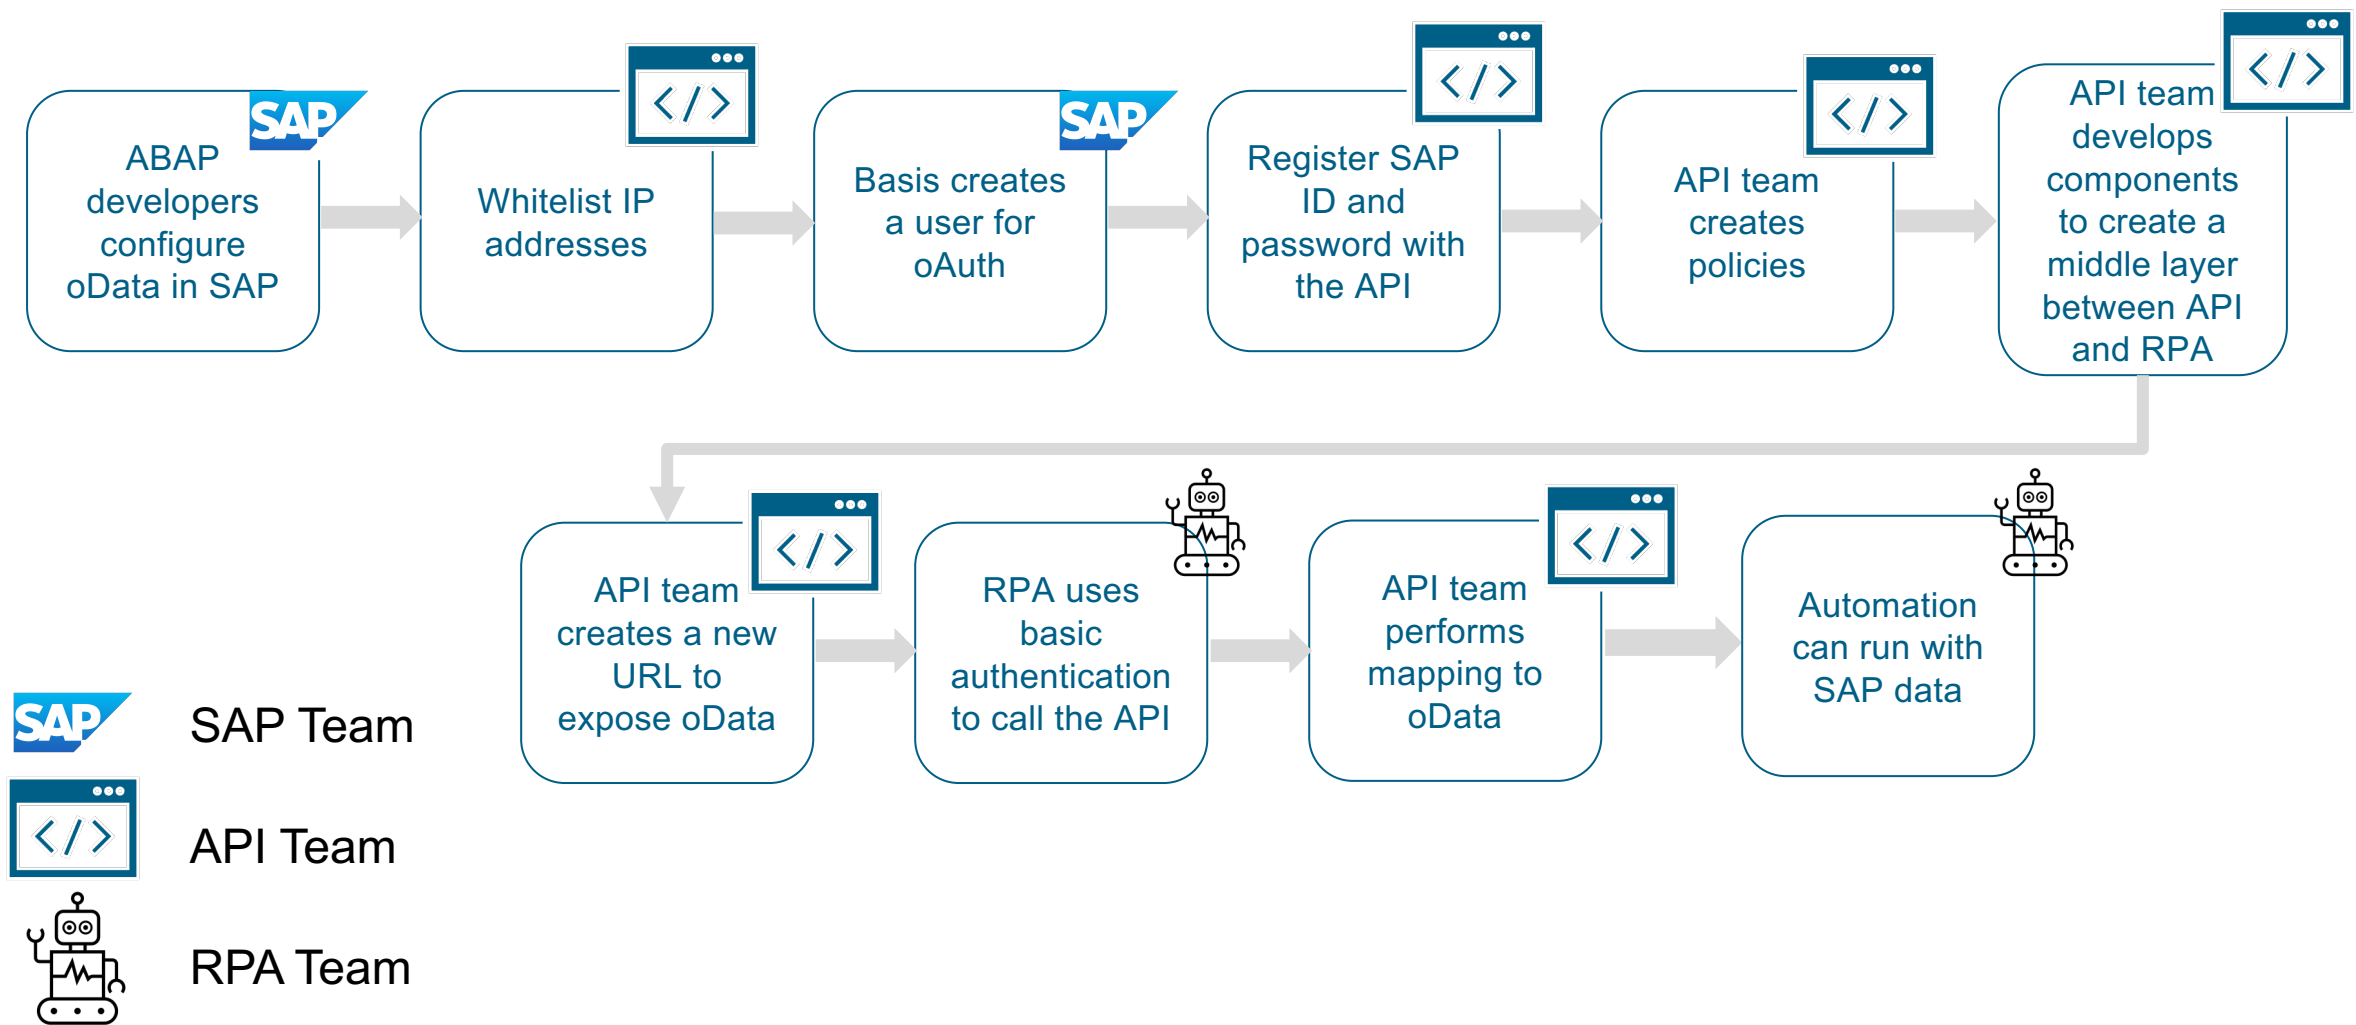 SAP
ABAP
developers
configure
oData in SAP
Whitelist IP
addresses
SAP
Basis creates
a user for
oAuth
Register SAP
ID and
password with
the API
API team
creates
policies
API team
develops
components
to create a
middle layer
between API
and RPA
API team
creates a new
URL to
expose oData
RPA uses
basic
authentication
to call the API
API team
performs
mapping to
oData
Automation
can run with
SAP data
SAP
SAP Team
API Team
RPA Team